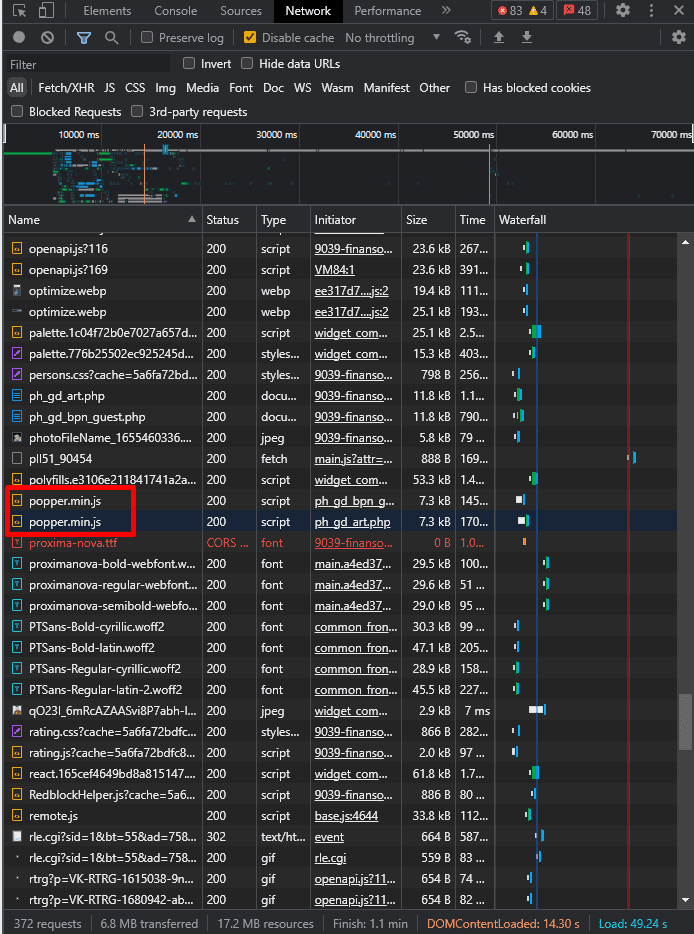 Elements Console Sources Network Performance » 83 4 48
Preserve log Disable cache No throttling
Filter Invert Hide data URLs
All Fetch/XHR JS CSS Img Media Font Doc WS Wasm Manifest Other Has blocked cookies
Blocked Requests 3rd-party requests
10000 ms 20000 ms 30000 ms 40000 ms 50000 ms 60000 ms 70000 ms
Name Status Type Initiator Size Time Waterfall
openapi.js?116 200 script 9039-finanso... 23.6 kB 267...
openapi.js?169 200 script VM84:1 23.6 kB 391...
optimize.webp 200 webp ee317d7....js:2 19.4 kB 111...
optimize.webp 200 webp ee317d7....js:2 25.1 kB 193...
palette.1c04f72b0e7027a657d... 200 script widget_com... 25.1 kB 2.5...
palette.776b25502ec925245d... 200 styles... widget_com... 15.3 kB 403...
persons.css?cache=5a6fa72bd... 200 styles... 9039-finanso... 798 B 256...
ph_gd_art.php 200 docu... 9039-finanso... 11.8 kB 1.1...
ph_gd_bpn_guest.php 200 docu... 9039-finanso... 11.8 kB 790...
photoFileName_1655460336.... 200 jpeg 9039-finanso... 5.8 kB 79 ...
pll51_90454 200 fetch main.js?attr=... 888 B 169...
polyfills.e3106e211841741a2a... 200 script widget_com... 53.3 kB 1.4...
popper.min.js 200 script ph_gd_bpn_g... 7.3 kB 145...
popper.min.js 200 script ph_gd_art.php 7.3 kB 170...
proxima-nova.ttf CORS ... font 9039-finanso... 0 B 1.0...
proximanova-bold-webfont.w... 200 font main.a4ed37... 29.5 kB 100...
proximanova-regular-webfont... 200 font main.a4ed37... 29.6 kB 51 ...
proximanova-semibold-webfo... 200 font main.a4ed37... 29.0 kB 95 ...
PTSans-Bold-cyrillic.woff2 200 font common_fron... 30.3 kB 99 ...
PTSans-Bold-latin.woff2 200 font common_fron... 47.1 kB 205...
PTSans-Regular-cyrillic.woff2 200 font common_fron... 28.9 kB 158...
PTSans-Regular-latin-2.woff2 200 font common_fron... 45.5 kB 227...
qO23I_6mRcAZAASvi8P7abh-I... 200 jpeg widget_com... 2.9 kB 7 ms
rating.css?cache=5a6fa72bdfc... 200 styles... 9039-finanso... 866 B 282...
rating.js?cache=5a6fa72bdfc8... 200 script 9039-finanso... 2.0 kB 97 ...
react.165cef4649bd8a815147.... 200 script widget_com... 61.8 kB 1.7...
RedblockHelper.js?cache=5a6... 200 script 9039-finanso... 886 B 80 ...
remote.js 200 script base.js:4644 33.8 kB 112...
rle.cgi?sid=1&bt=55&ad=758... 302 text/ht... event 664 B 587...
rle.cgi?sid=1&bt=55&ad=758... 200 gif rle.cgi 559 B 83 ...
rtrg?p=VK-RTRG-1615038-9n... 200 gif openapi.js?11... 654 B 74 ...
rtrg?p=VK-RTRG-1680942-ab... 200 gif openapi.js?11... 654 B 82 ...
372 requests 6.8 MB transferred 17.2 MB resources Finish: 1.1 min DOMContentLoaded: 14.30 s Load: 49.24 s